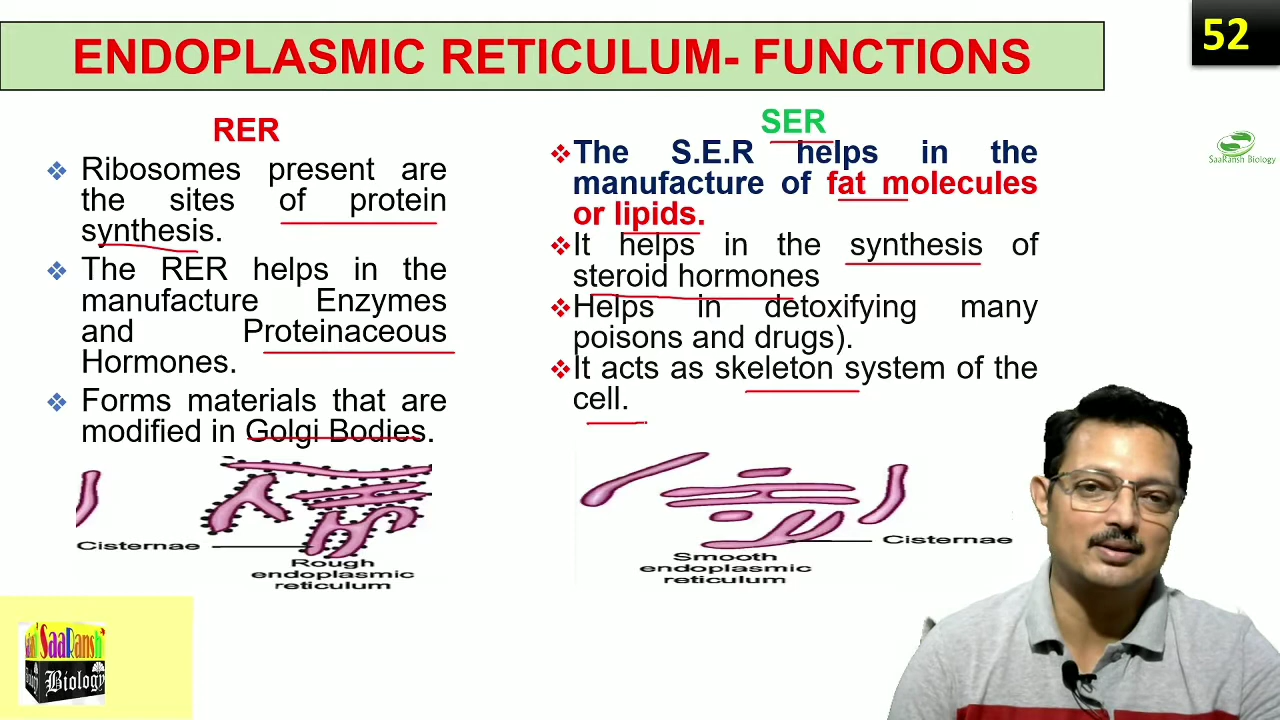 ENDOPLASMIC RETICULUM- FUNCTIONS
52
SaaRansh Biology
RER
Ribosomes present are
the sites of protein
synthesis.
The RER helps in the
manufacture Enzymes
and Proteinaceous
Hormones.
Forms materials that are
modified in Golgi Bodies.
Cisternae
Rough
endoplasmic
reticulum
SER
The S.E.R helps in the
manufacture of fat molecules
or lipids.
It helps in the synthesis of
steroid hormones
Helps in detoxifying many
poisons and drugs).
It acts as skeleton system of the
cell.
Smooth
endoplasmic
reticulum
Cisternae
SaaRansh
Biology